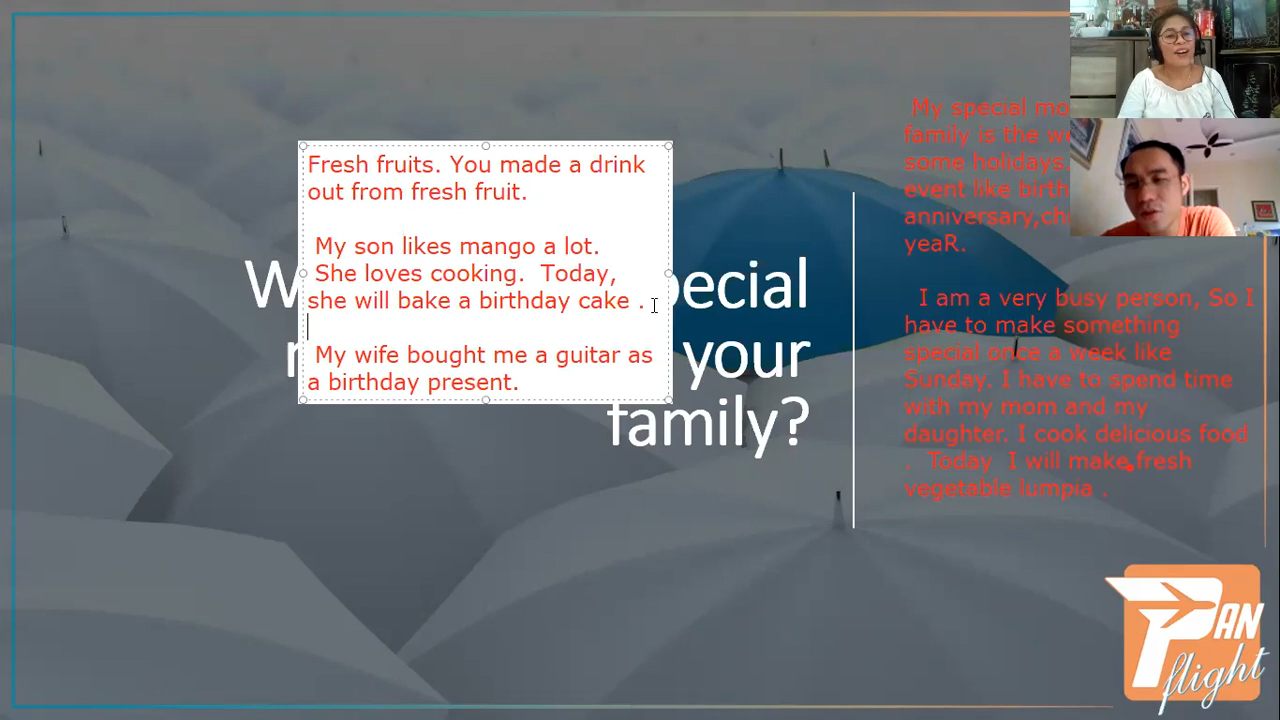 Fresh fruits. You made a drink
out from fresh fruit.
My son likes mango a lot.
She loves cooking. Today,
she will bake a birthday cake .
My wife bought me a guitar as
a birthday present.
your
family?
My special
family is the
some holidays.
event like
anniversary,
yeaR.
I am a very busy person, So I
have to make something
special once a week like
Sunday. I have to spend time
with my mom and my
daughter. I cook delicious food
. Today I will make fresh
vegetable lumpia .
PAN
flight